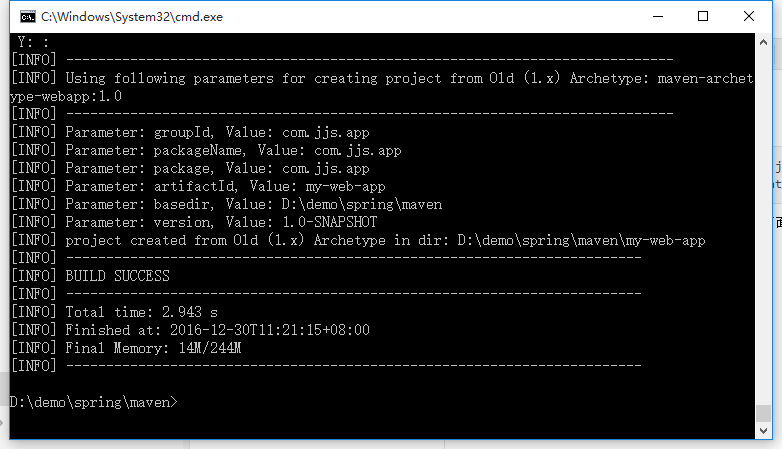 C:\Windows\System32\cmd.exe
Y: :
[INFO] ----------------------------------------------------------------------------
[INFO] Using following parameters for creating project from Old (1.x) Archetype: maven-archet
ype-webapp:1.0
[INFO] ----------------------------------------------------------------------------
[INFO] Parameter: groupId, Value: com.jjs.app
[INFO] Parameter: packageName, Value: com.jjs.app
[INFO] Parameter: package, Value: com.jjs.app
[INFO] Parameter: artifactId, Value: my-web-app
[INFO] Parameter: basedir, Value: D:\demo\spring\maven
[INFO] Parameter: version, Value: 1.0-SNAPSHOT
[INFO] project created from Old (1.x) Archetype in dir: D:\demo\spring\maven\my-web-app
[INFO] ------------------------------------------------------------------------
[INFO] BUILD SUCCESS
[INFO] ------------------------------------------------------------------------
[INFO] Total time: 2.943 s
[INFO] Finished at: 2016-12-30T11:21:15+08:00
[INFO] Final Memory: 14M/244M
[INFO] ------------------------------------------------------------------------
D:\demo\spring\maven>